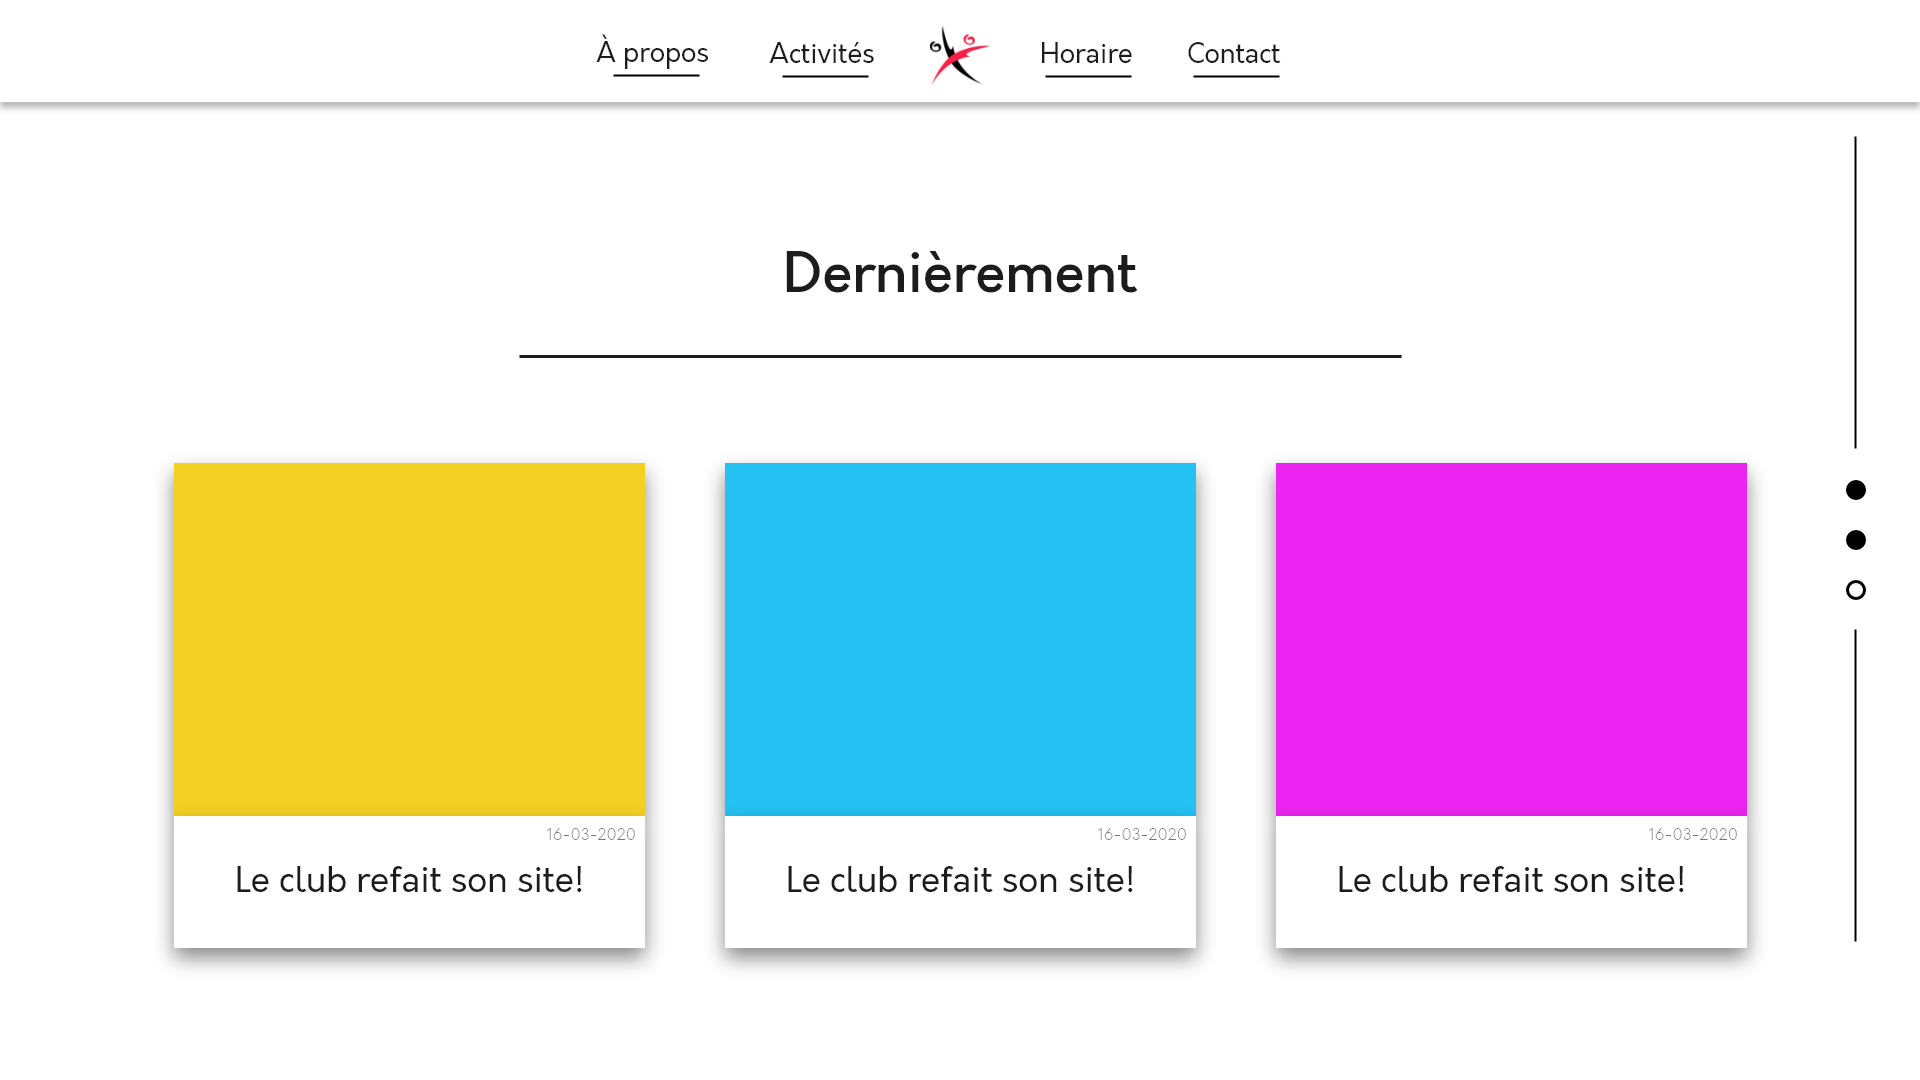 À propos
Activités
Horaire
Contact
Dernièrement
16-03-2020
Le club refait son site!
16-03-2020
Le club refait son site!
16-03-2020
Le club refait son site!